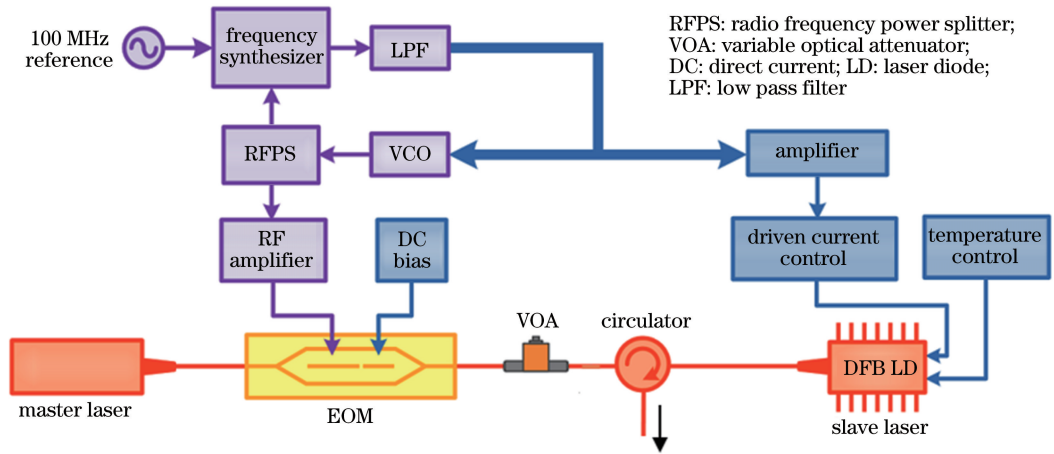 100 MHz
reference
frequency
synthesizer
LPF
RFPS: radio frequency power splitter;
VOA: variable optical attenuator;
DC: direct current; LD: laser diode;
LPF: low pass filter
RFPS
VCO
amplifier
RF
amplifier
DC
bias
driven current
control
temperature
control
VOA
circulator
DFB LD
master laser
EOM
slave laser